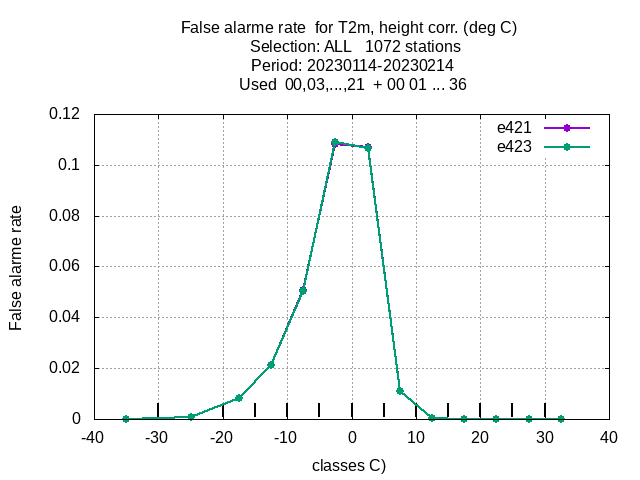 False alarme rate  for T2m, height corr. (deg C)
Selection: ALL   1072 stations
Period: 20230114-20230214
Used  00,03,...,21  + 00 01 ... 36
e421
e423
False alarme rate
0.12
0.1
0.08
0.06
0.04
0.02
0
-40 -30 -20 -10 0 10 20 30 40
classes C)